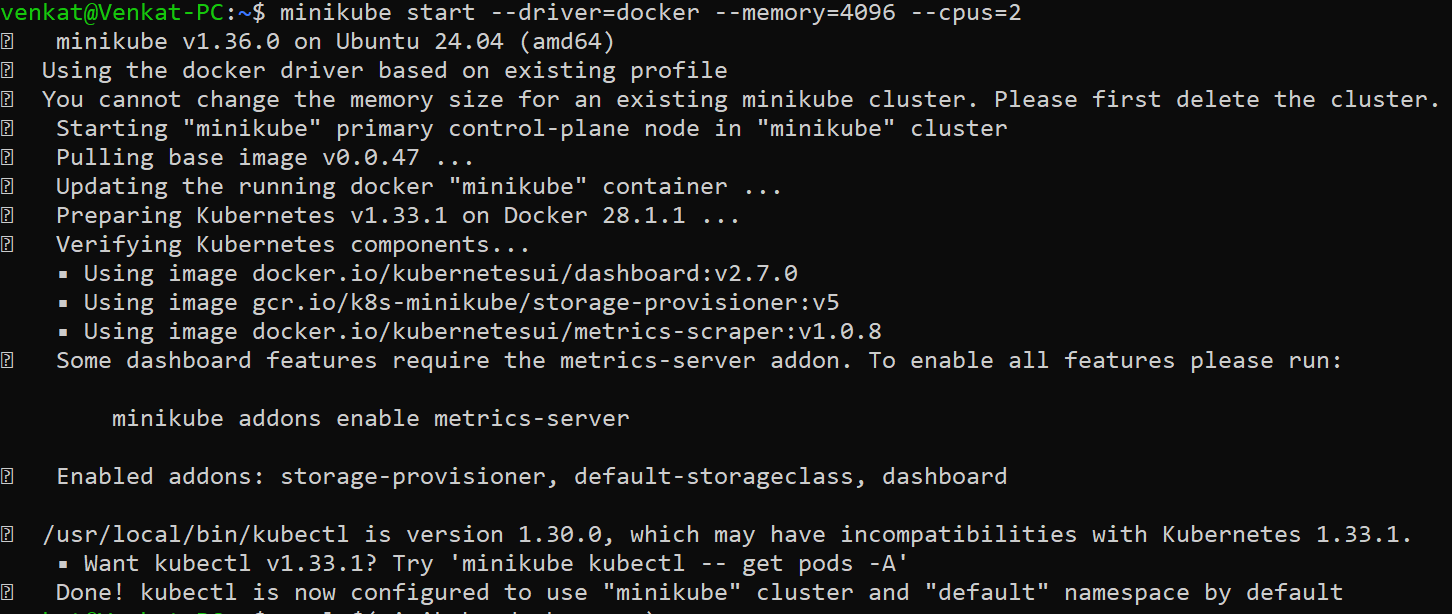 venkat@Venkat-PC:~$ minikube start --driver=docker --memory=4096 --cpus=2
minikube v1.36.0 on Ubuntu 24.04 (amd64)
Using the docker driver based on existing profile
You cannot change the memory size for an existing minikube cluster. Please first delete the cluster.
Starting "minikube" primary control-plane node in "minikube" cluster
Pulling base image v0.0.47 ...
Updating the running docker "minikube" container ...
Preparing Kubernetes v1.33.1 on Docker 28.1.1 ...
Verifying Kubernetes components...
▪ Using image docker.io/kubernetesui/dashboard:v2.7.0
▪ Using image gcr.io/k8s-minikube/storage-provisioner:v5
▪ Using image docker.io/kubernetesui/metrics-scraper:v1.0.8
Some dashboard features require the metrics-server addon. To enable all features please run:
minikube addons enable metrics-server
Enabled addons: storage-provisioner, default-storageclass, dashboard
/usr/local/bin/kubectl is version 1.30.0, which may have incompatibilities with Kubernetes 1.33.1.
▪ Want kubectl v1.33.1? Try 'minikube kubectl -- get pods -A'
Done! kubectl is now configured to use "minikube" cluster and "default" namespace by default